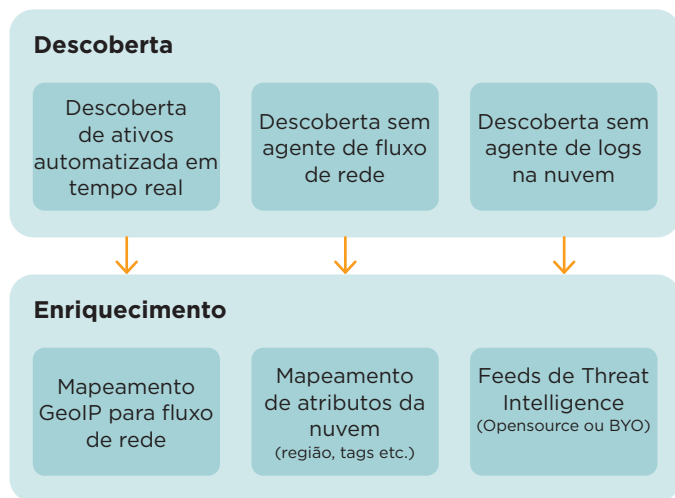 Descoberta
Descoberta
de ativos
automatizada em
tempo real
Descoberta sem
agente de fluxo
de rede
Descoberta sem
agente de logs
na nuvem
Enriquecimento
Mapeamento
GeoIP para fluxo
de rede
Mapeamento
de atributos da
nuvem
(região, tags etc.)
Feeds de Threat
Intelligence
(Opensource ou BYO)